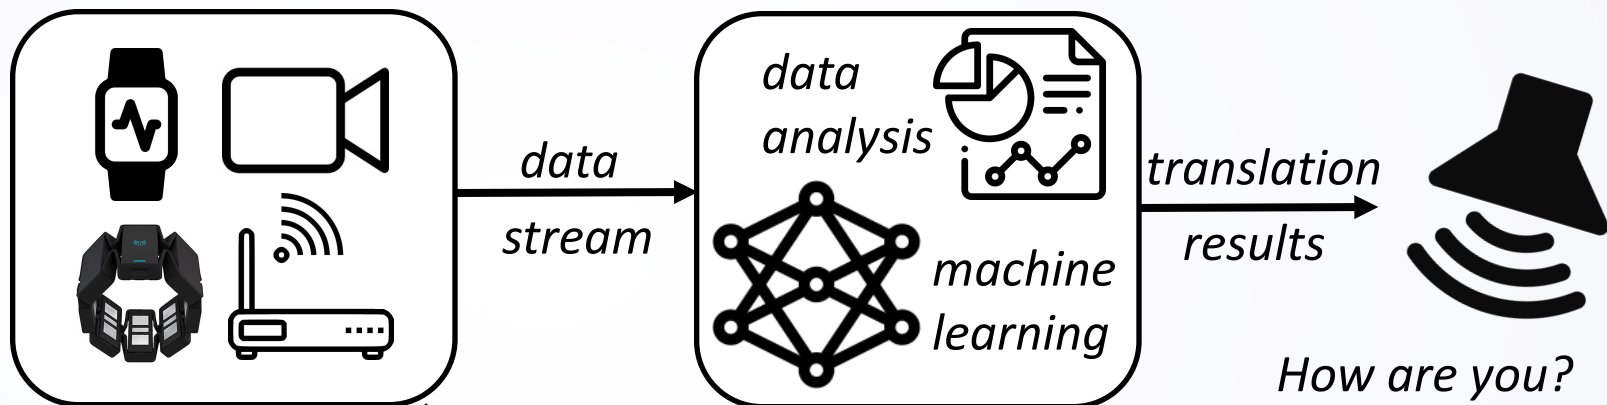 data
stream
data
analysis
machine
learning
translation
results
How are you?